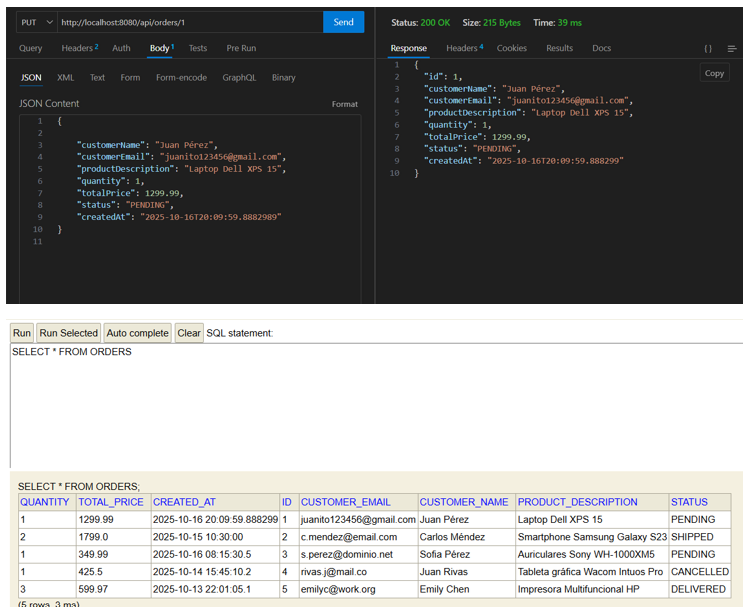 PUT http://localhost:8080/api/orders/1 Send
Query Headers 2 Auth Body 1 Tests Pre Run
JSON XML Text Form Form-encode GraphQL Binary
JSON Content Format
1 {
2
3 "customerName": "Juan Pérez",
4 "customerEmail": "juanito123456@gmail.com",
5 "productDescription": "Laptop Dell XPS 15",
6 "quantity": 1,
7 "totalPrice": 1299.99,
8 "status": "PENDING",
9 "createdAt": "2025-10-16T20:09:59.8882989"
10 }
11
Status: 200 OK Size: 215 Bytes Time: 39 ms
Response Headers 4 Cookies Results Docs { }
Copy
1 {
2 "id": 1,
3 "customerName": "Juan Pérez",
4 "customerEmail": "juanito123456@gmail.com",
5 "productDescription": "Laptop Dell XPS 15",
6 "quantity": 1,
7 "totalPrice": 1299.99,
8 "status": "PENDING",
9 "createdAt": "2025-10-16T20:09:59.888299"
10 }
Run Run Selected Auto complete Clear SQL statement:
SELECT * FROM ORDERS
SELECT * FROM ORDERS;
QUANTITY TOTAL_PRICE CREATED_AT ID CUSTOMER_EMAIL CUSTOMER_NAME PRODUCT_DESCRIPTION STATUS
1 1299.99 2025-10-16 20:09:59.888299 1 juanito123456@gmail.com Juan Pérez Laptop Dell XPS 15 PENDING
2 1799.0 2025-10-15 10:30:00 2 c.mendez@email.com Carlos Méndez Smartphone Samsung Galaxy S23 SHIPPED
1 349.99 2025-10-16 08:15:30.5 3 s.perez@dominio.net Sofia Pérez Auriculares Sony WH-1000XM5 PENDING
1 425.5 2025-10-14 15:45:10.2 4 rivas.j@mail.co Juan Rivas Tableta gráfica Wacom Intuos Pro CANCELLED
3 599.97 2025-10-13 22:01:05.1 5 emilyc@work.org Emily Chen Impresora Multifuncional HP DELIVERED
(5 rows, 3 ms)